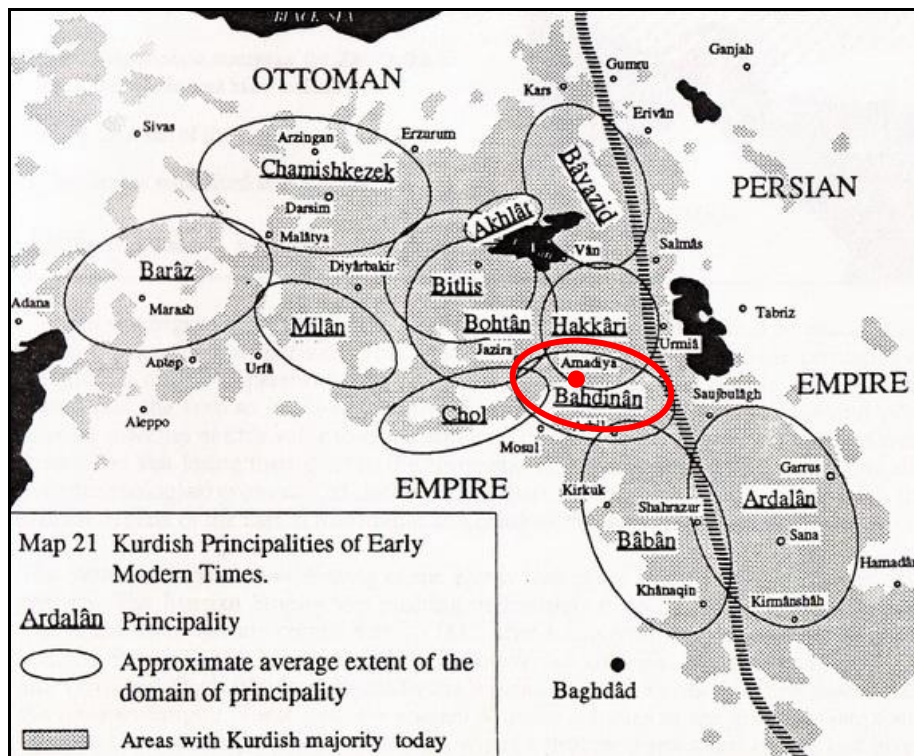 BLACK SEA
OTTOMAN
Ganjah
Gumru
Kars
Sivas
Erivân
Arzingan
Erzurum
Chamishkezek
Bâyazid
PERSIAN
Darsim
Akhlât
Malâtya
Vân
Salmâs
Diyârbakir
Barâz
Bitlis
Adana
Marash
Milân
Bohtân
Hakkâri
Tabriz
Urmiâ
Jazira
Antep
Urfâ
Amadiya
EMPIRE
Bahdinân
Saujbulâgh
Aleppo
Chol
Arbil
Mosul
Garrus
EMPIRE
Kirkuk
Shahrazur
Ardalân
Sana
Bâbân
Hamadân
Khânaqin
Kirmânshâh
Baghdâd
Map 21 Kurdish Principalities of Early
Modern Times.
Ardalân Principality
Approximate average extent of the
domain of principality
Areas with Kurdish majority today